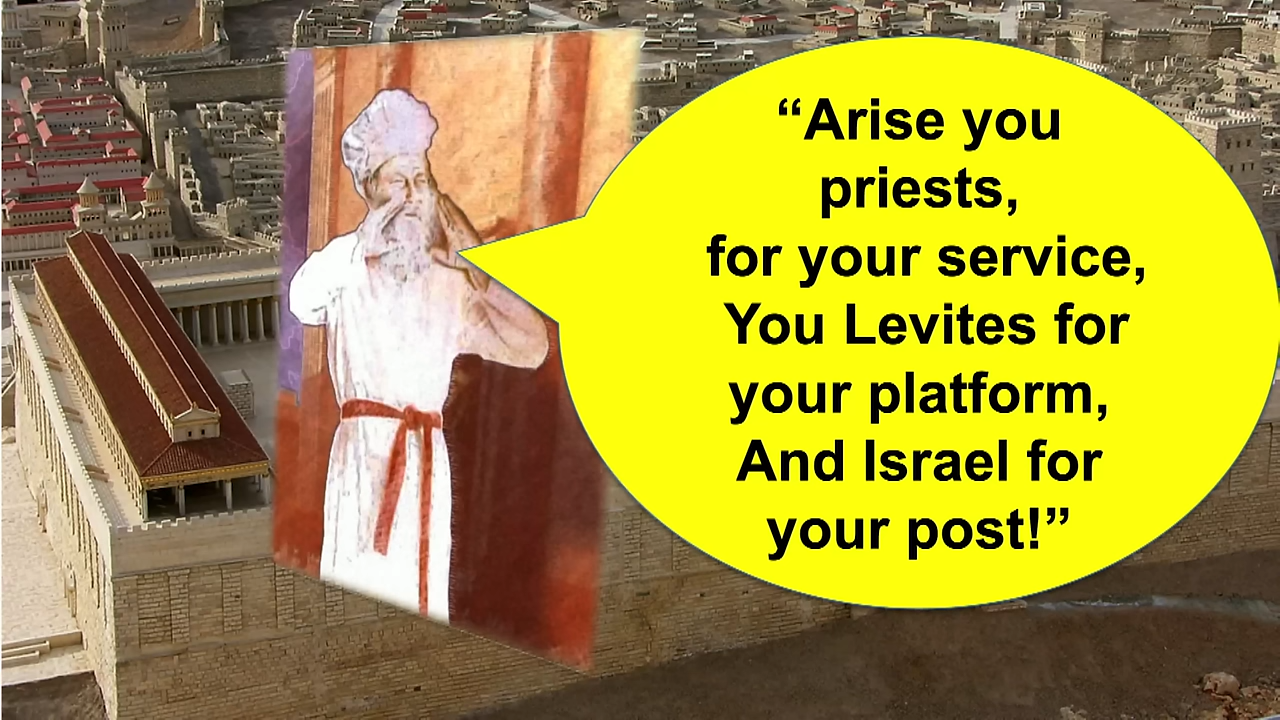 “Arise you
priests,
for your service,
You Levites for
your platform,
And Israel for
your post!”